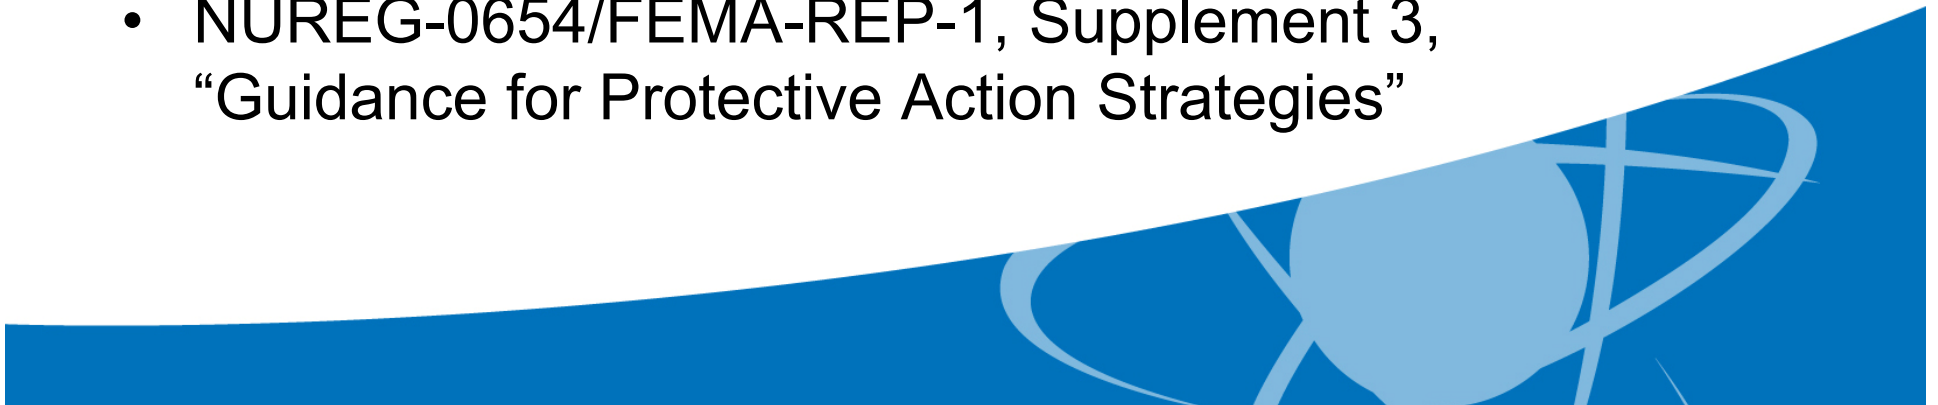 • NUREG-0654/FEMA-REP-1, Supplement 3,
“Guidance for Protective Action Strategies”